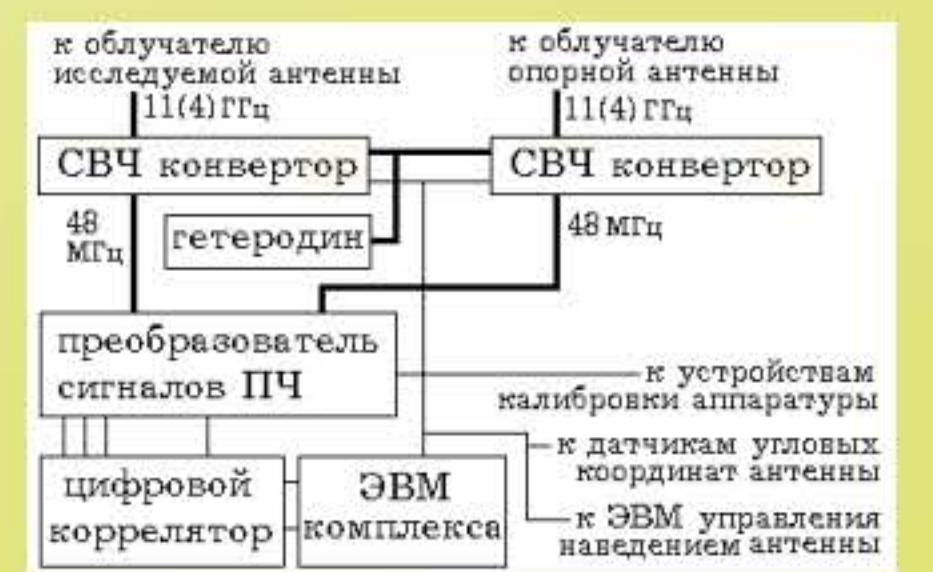 к облучателю
исследуемой антенны
к облучателю
опорной антенны
11(4) ГГц
11(4) ГГц
СВЧ конвертор
СВЧ конвертор
48
МГц
гетеродин
48 МГц
преобразователь
сигналов ПЧ
к устройствам
калибровки аппаратуры
к датчикам угловых
координат антенны
цифровой
коррелятор
ЭВМ
комплекса
к ЭВМ управления
наведением антенны